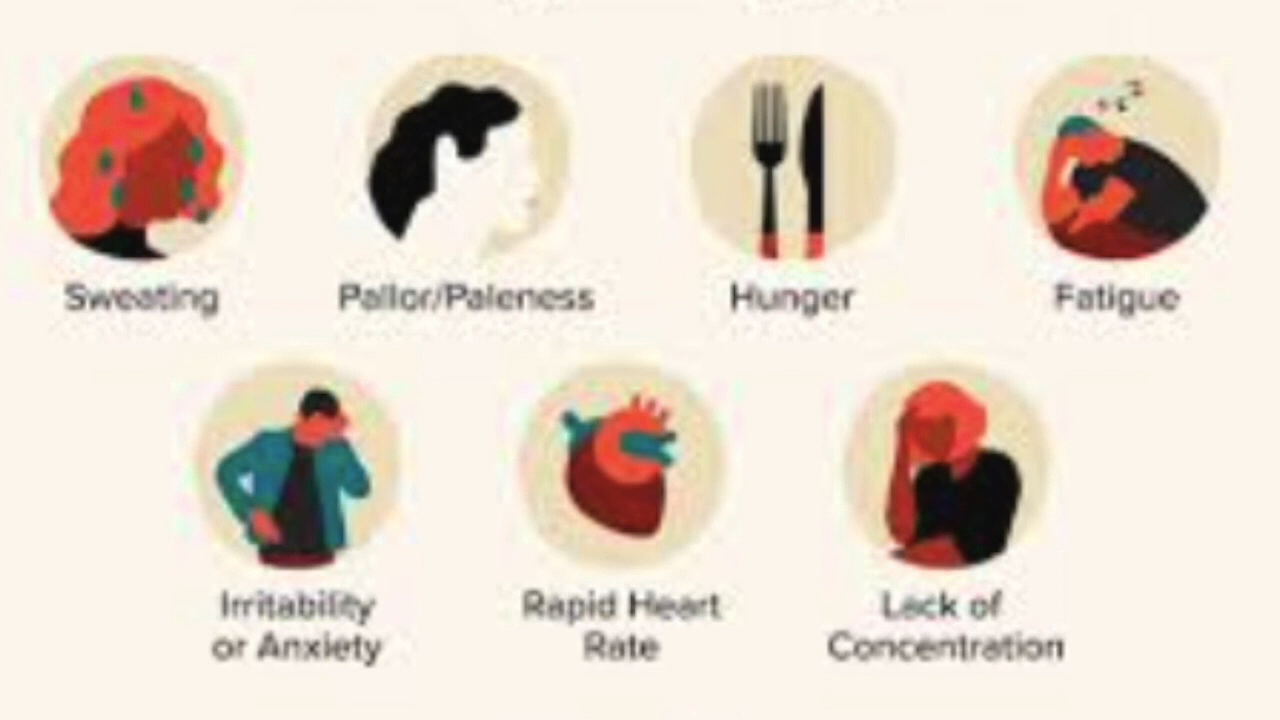 Sweating
Pallor/Paleness
Hunger
Fatigue
Irritability
or Anxiety
Rapid Heart
Rate
Lack of
Concentration